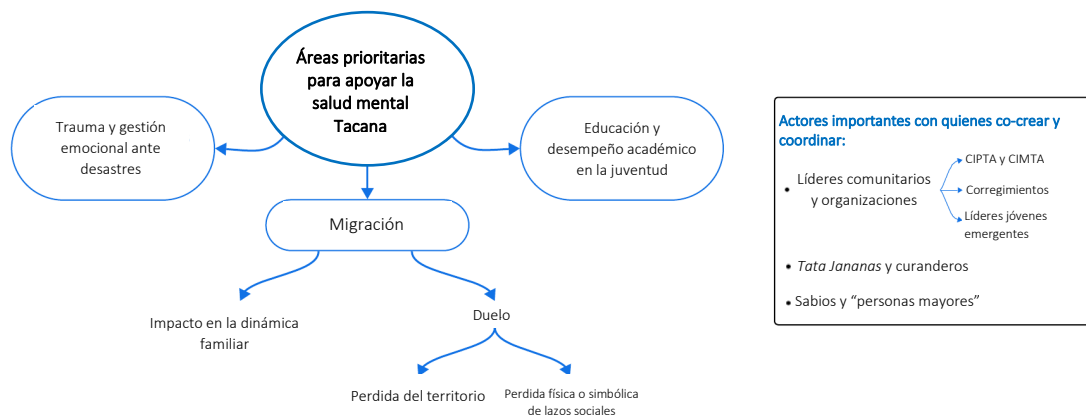 Áreas prioritarias
para apoyar la
salud mental
Tacana
Trauma y gestión
emocional ante
desastres
Educación y
desempeño académico
en la juventud
Migración
Impacto en la dinámica
familiar
Duelo
Perdida del territorio
Perdida física o simbólica
de lazos sociales
Actores importantes con quienes co-crear y
coordinar:
• Líderes comunitarios
y organizaciones
CIPTA y CIMTA
Corregimientos
Líderes jóvenes
emergentes
• Tata Jananas y curanderos
• Sabios y “personas mayores”